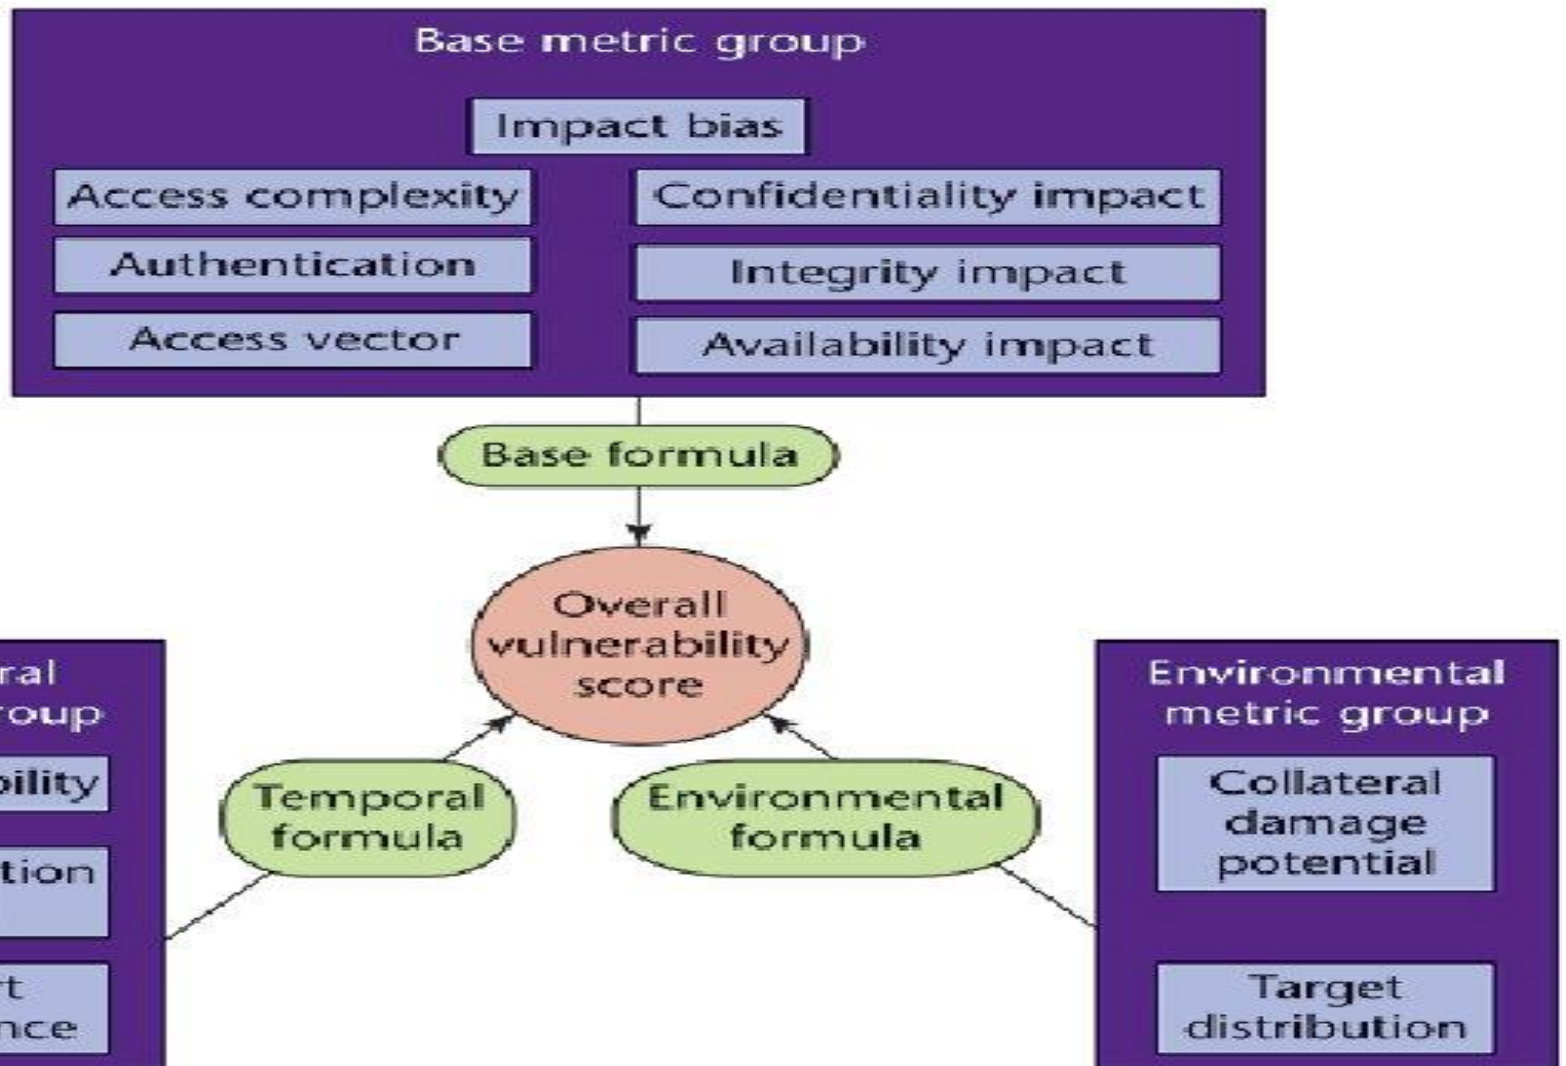 Base metric group
Impact bias
Access complexity
Authentication
Access vector
Confidentiality impact
Integrity impact
Availability impact
Base formula
Overall
vulnerability
score
ral
roup
bility
tion
rt
nce
Temporal
formula
Environmental
formula
Environmental
metric group
Collateral
damage
potential
Target
distribution